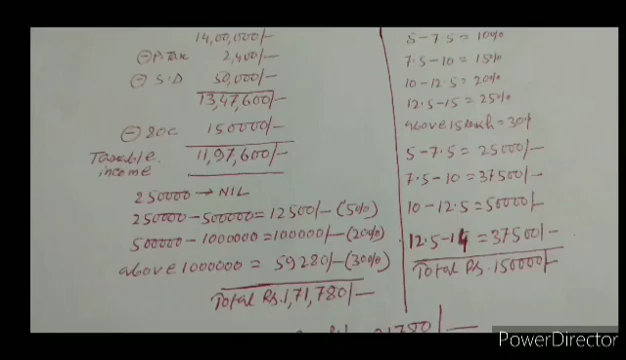 14,00,000/-
⊖ P.Tax 2,400/-
⊖ S.D 50,000/-
13,47,600/-
⊖ 80C 150000/-
Taxable income 11,97,600/-
250000 → NIL
250000 - 500000 = 12500/- (5%)
500000 - 1000000 = 100000/- (20%)
above 1000000 = 59280/- (30%)
Total Rs. 1,71,780/-
5 - 7.5 = 10%
7.5 - 10 = 15%
10 - 12.5 = 20%
12.5 - 15 = 25%
above 15 lakh = 30%
5 - 7.5 = 25000/-
7.5 - 10 = 37500/-
10 - 12.5 = 50000/-
12.5 - 14 = 37500/-
Total Rs. 150000/-
PowerDirector